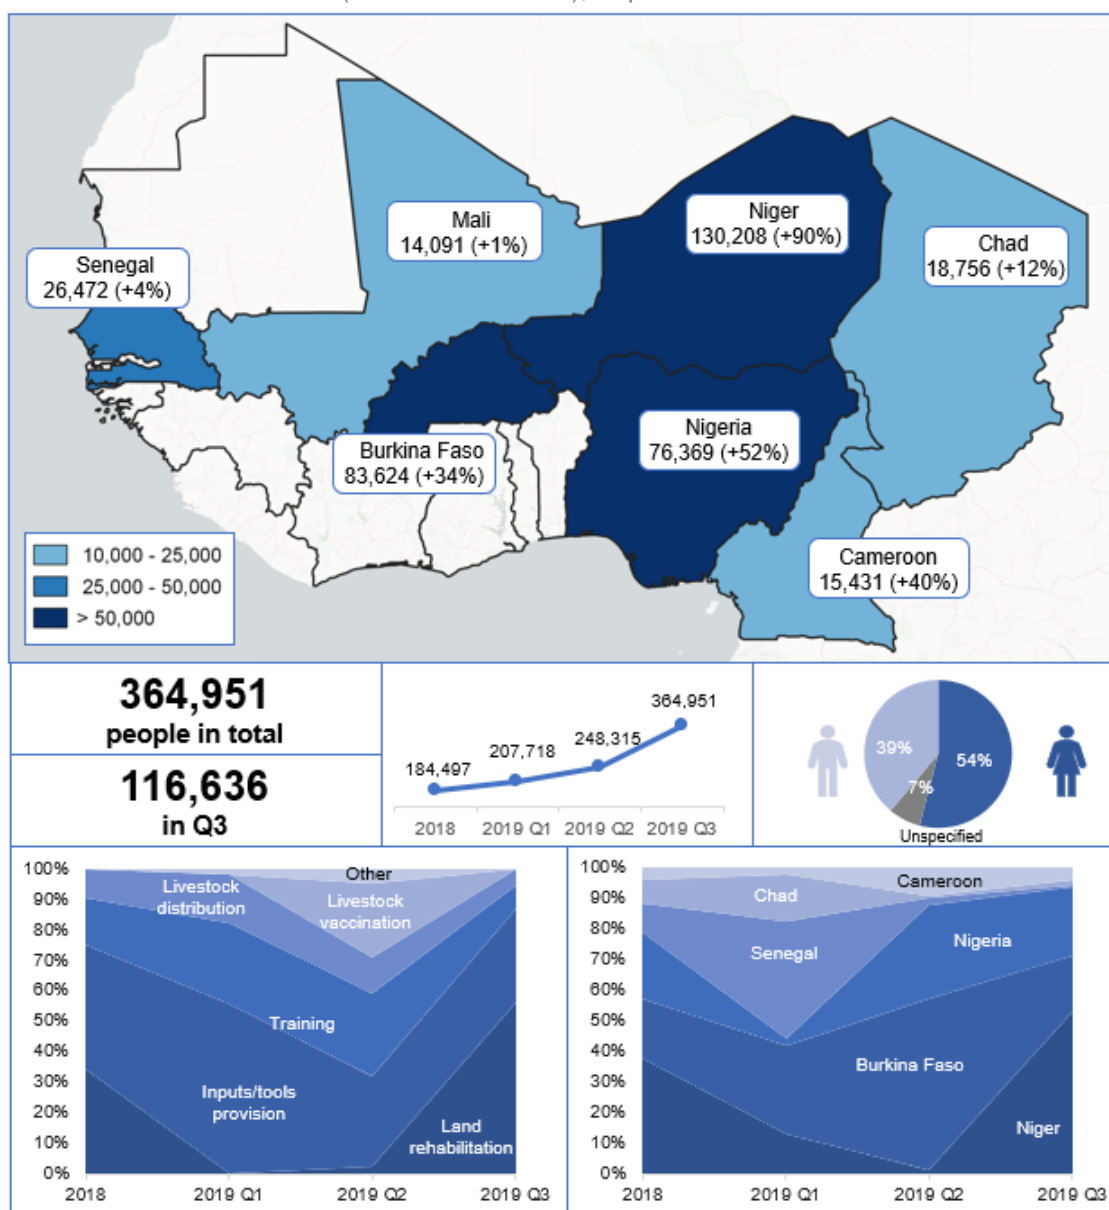 Mali
14,091 (+1%)
Niger
130,208 (+90%)
Chad
18,756 (+12%)
Senegal
26,472 (+4%)
Burkina Faso
83,624 (+34%)
Nigeria
76,369 (+52%)
Cameroon
15,431 (+40%)
10,000 - 25,000
25,000 - 50,000
> 50,000
364,951
people in total
116,636
in Q3
184,497
207,718
248,315
364,951
2018
2019 Q1
2019 Q2
2019 Q3
39%
54%
7%
Unspecified
100%
90%
80%
70%
60%
50%
40%
30%
20%
10%
0%
Other
Livestock
distribution
Livestock
vaccination
Training
Inputs/tools
provision
Land
rehabilitation
2018
2019 Q1
2019 Q2
2019 Q3
100%
90%
80%
70%
60%
50%
40%
30%
20%
10%
0%
Cameroon
Chad
Nigeria
Senegal
Burkina Faso
Niger
2018
2019 Q1
2019 Q2
2019 Q3